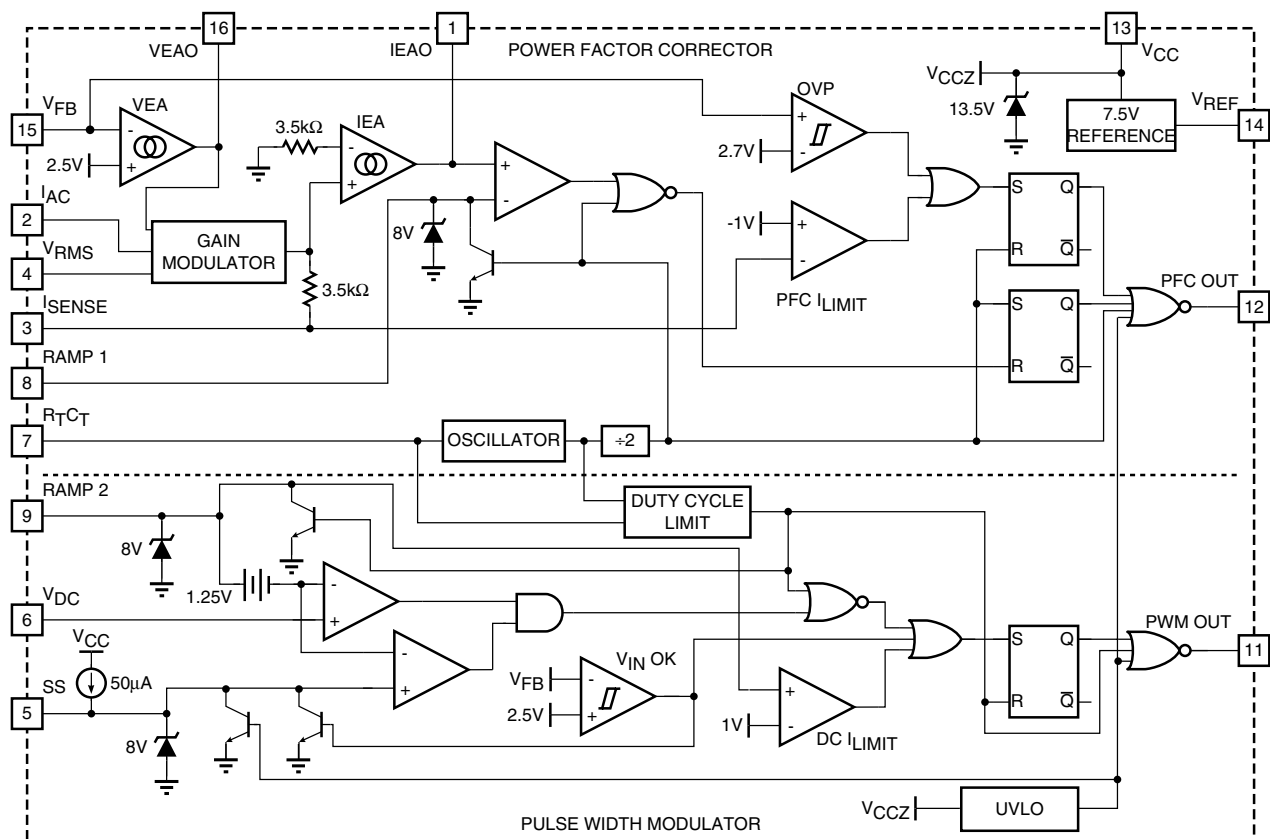 16
1
13
VEAO
IEAO
POWER FACTOR CORRECTOR
VCC
VCCZ
13.5V
7.5V
REFERENCE
VREF
14
VFB
15
VEA
-
+
2.5V
3.5kΩ
IEA
-
+
OVP
+
-
2.7V
+
-
8V
-1V
+
-
PFC ILIMIT
S
Q
R
Q
S
Q
R
Q
PFC OUT
12
IAC
2
VRMS
4
GAIN
MODULATOR
3.5kΩ
ISENSE
3
RAMP 1
8
RTCT
7
OSCILLATOR
÷2
RAMP 2
9
DUTY CYCLE
LIMIT
8V
1.25V
-
+
VDC
6
VCC
50µA
SS
5
8V
-
+
VIN OK
VFB
-
2.5V
+
+
1V
-
DC ILIMIT
S
Q
R
Q
PWM OUT
11
VCCZ
UVLO
PULSE WIDTH MODULATOR